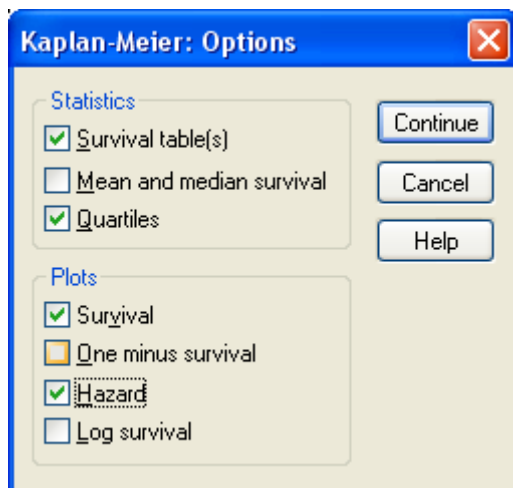 Kaplan-Meier: Options
Statistics
Survival table(s)
Mean and median survival
Quartiles
Plots
Survival
One minus survival
Hazard
Log survival
Continue
Cancel
Help